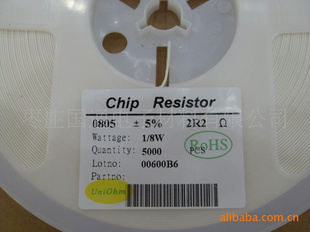 Chip Resistor
0805 ± 5% 2R2 Ω
Wattage: 1/8W
Quantity: 5000 PCS
RoHS
Lotno: 00600B6
Partno:
UniOhm
alibaba.com.cn